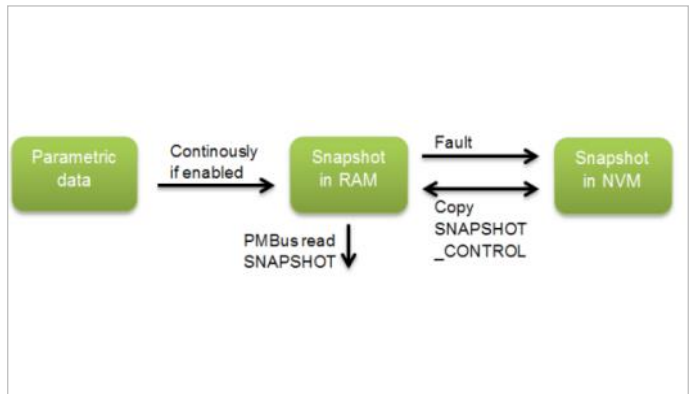 Parametric
data
Continously
if enabled
Snapshot
in RAM
Fault
Copy
SNAPSHOT
_CONTROL
Snapshot
in NVM
PMBus read
SNAPSHOT